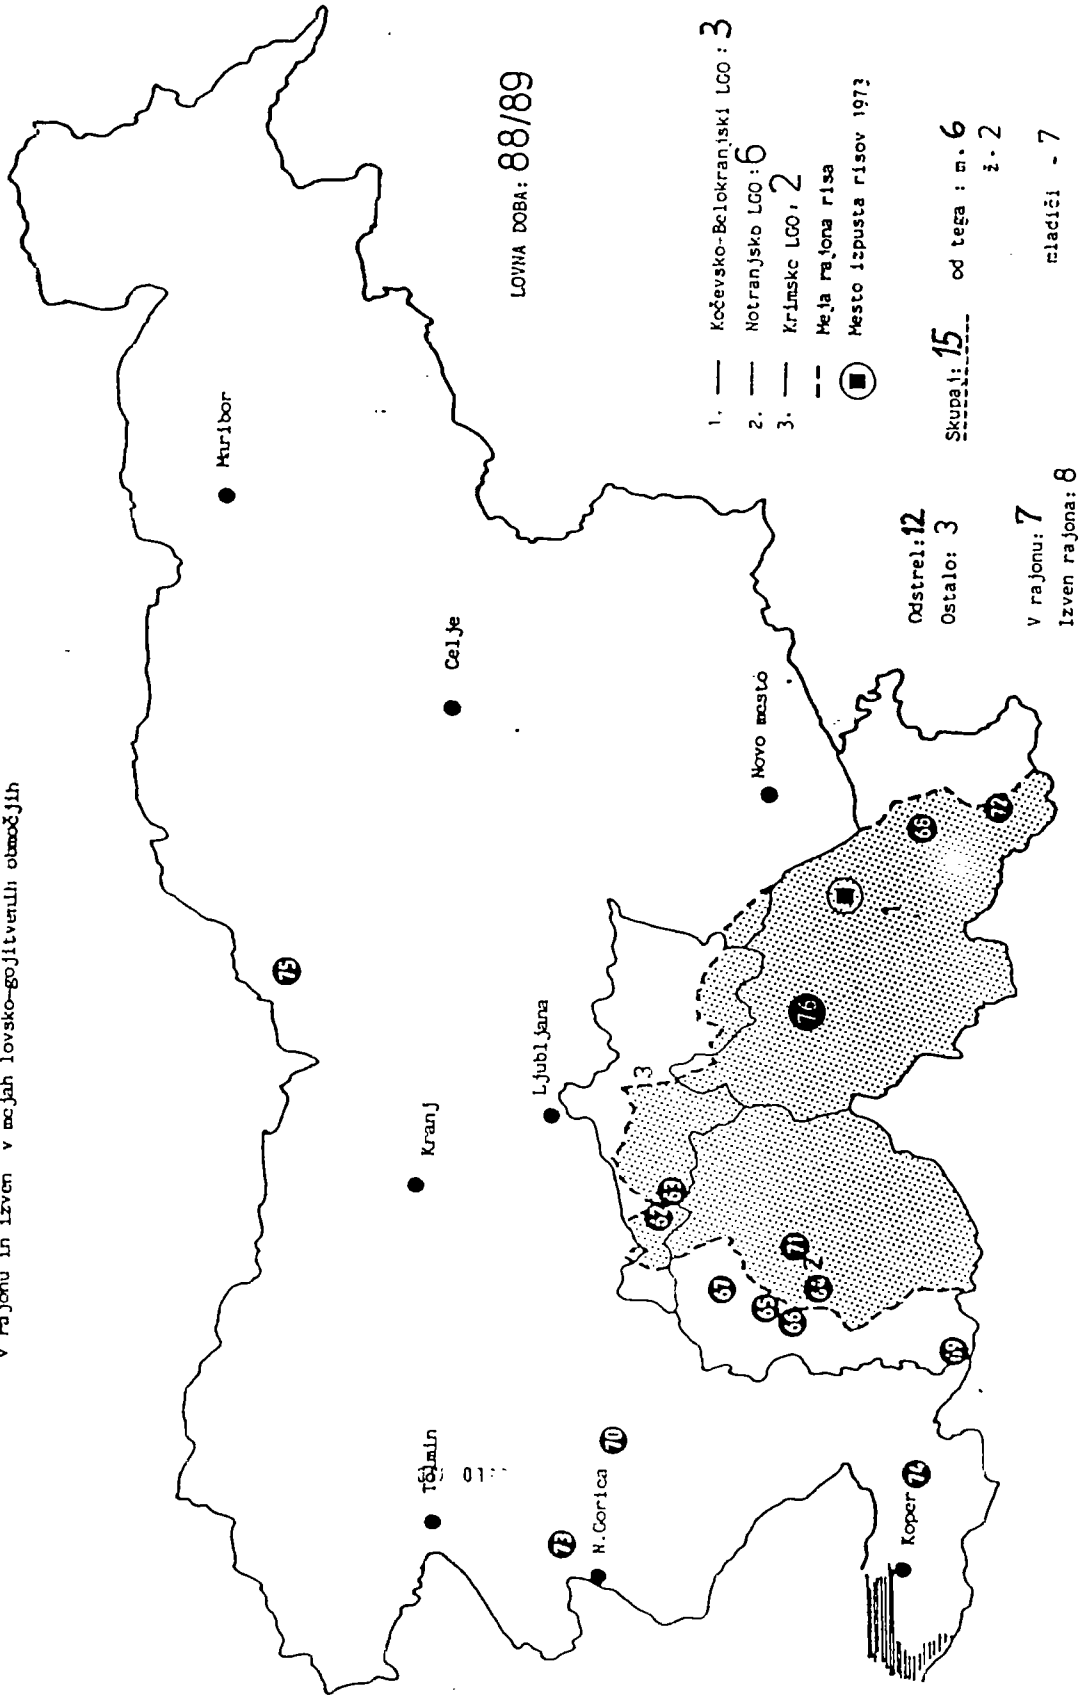 V rajonu in izven v mejah lovsko-gojitvenih območjih
LOVNA DOBA: 88/89
1. — Kočevsko-Belokranjski LGO: 3
2. — Notranjsko LGO: 6
3. — Krimsko LGO: 2
-- Meja rajona risa
Mesto izpusta risov 1973
Odstrel: 12
Ostalo: 3
Skupaj: 15 od tega: m. 6
ž. 2
mladiči - 7
V rajonu: 7
Izven rajona: 8
Maribor
Celje
Novo mesto
Kranj
Ljubljana
Tolmin
N.Gorica
Koper
75
76
68
72
1
3
62
63
71
2
67
65
66
64
69
70
73
74